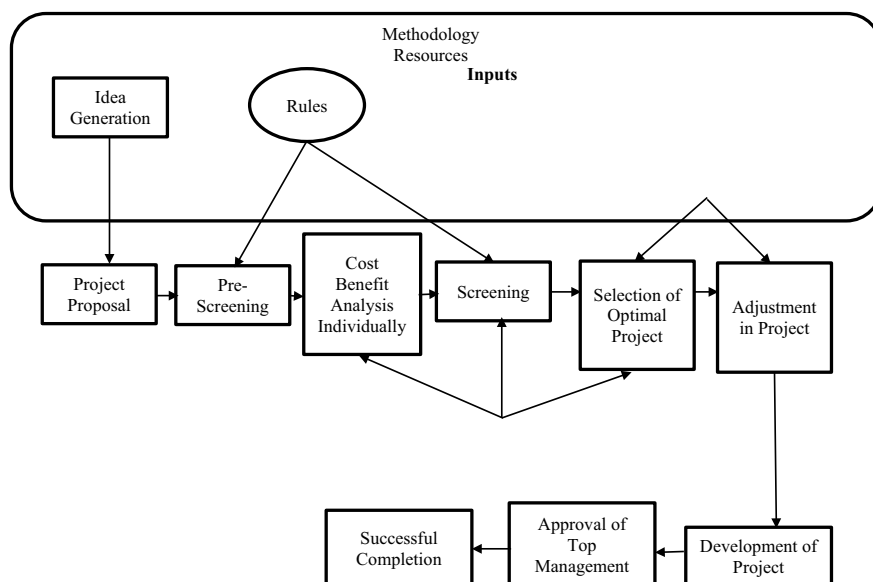 Methodology
Resources
Inputs
Idea
Generation
Rules
Project
Proposal
Pre-
Screening
Cost
Benefit
Analysis
Individually
Screening
Selection of
Optimal
Project
Adjustment
in Project
Successful
Completion
Approval of
Top
Management
Development of
Project